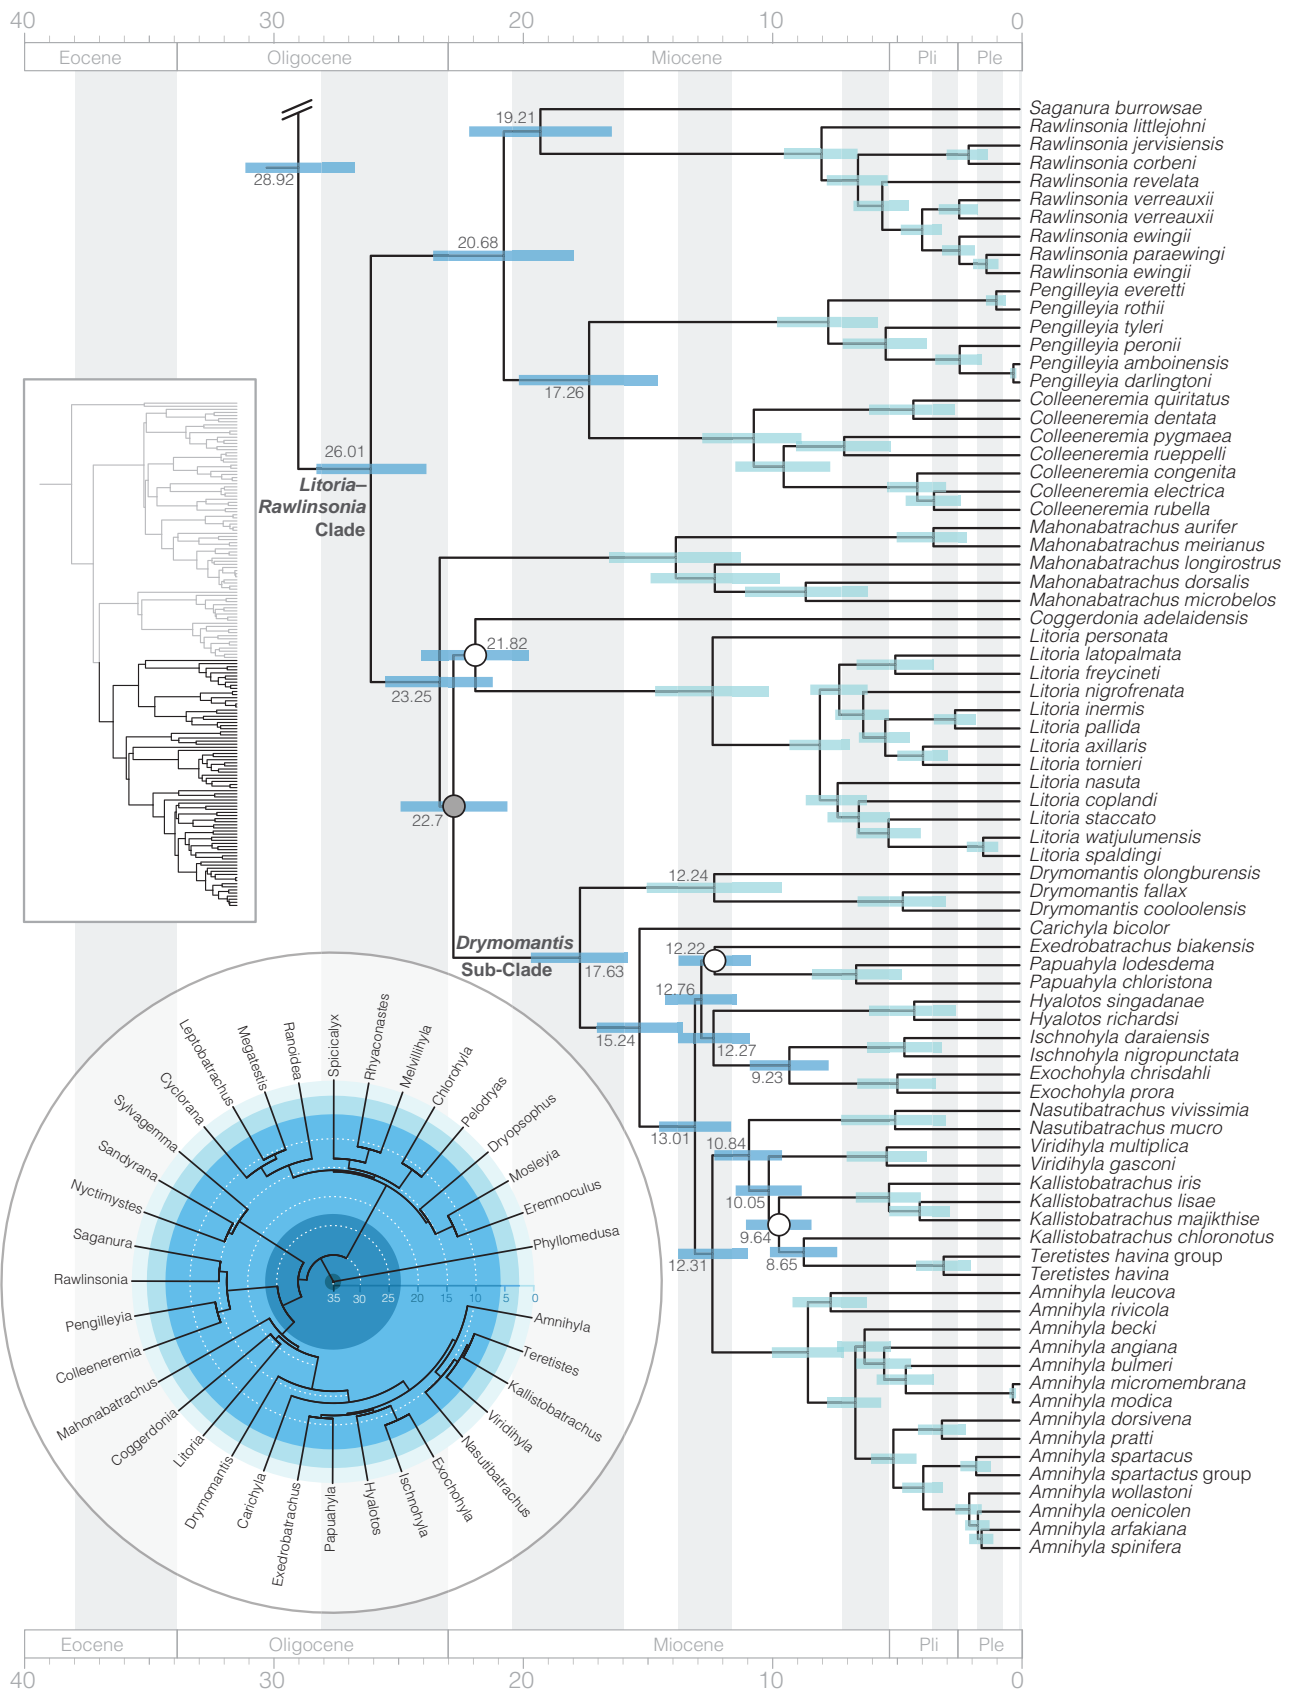 40 30 20 10 0
Eocene Oligocene Miocene Pli Ple
Saganura burrowsae
Rawlinsonia littlejohni
Rawlinsonia jervisiensis
Rawlinsonia corbeni
Rawlinsonia revelata
Rawlinsonia verreauxii
Rawlinsonia verreauxii
Rawlinsonia ewingii
Rawlinsonia paraewingi
Rawlinsonia ewingii
Pengilleyia everetti
Pengilleyia rothii
Pengilleyia tyleri
Pengilleyia peronii
Pengilleyia amboinensis
Pengilleyia darlingtoni
Colleeneremia quiritatus
Colleeneremia dentata
Colleeneremia pygmaea
Colleeneremia rueppelli
Colleeneremia congenita
Colleeneremia electrica
Colleeneremia rubella
Mahonabatrachus aurifer
Mahonabatrachus meirianus
Mahonabatrachus longirostrus
Mahonabatrachus dorsalis
Mahonabatrachus microbelos
Coggerdonia adelaidensis
Litoria personata
Litoria latopalmata
Litoria freycineti
Litoria nigrofrenata
Litoria inermis
Litoria pallida
Litoria axillaris
Litoria tornieri
Litoria nasuta
Litoria coplandi
Litoria staccato
Litoria watjulumensis
Litoria spaldingi
Drymomantis olongburensis
Drymomantis fallax
Drymomantis cooloolensis
Carichyla bicolor
Exedrobatrachus biakensis
Papuahyla lodesdema
Papuahyla chloristona
Hyalotos singadanae
Hyalotos richardsi
Ischnohyla daraiensis
Ischnohyla nigropunctata
Exochohyla chrisdahli
Exochohyla prora
Nasutibatrachus vivissimia
Nasutibatrachus mucro
Viridihyla multiplica
Viridihyla gasconi
Kallistobatrachus iris
Kallistobatrachus lisae
Kallistobatrachus majikthise
Kallistobatrachus chloronotus
Teretistes havina group
Teretistes havina
Amnihyla leucova
Amnihyla rivicola
Amnihyla becki
Amnihyla angiana
Amnihyla bulmeri
Amnihyla micromembrana
Amnihyla modica
Amnihyla dorsivena
Amnihyla pratti
Amnihyla spartacus
Amnihyla spartactus group
Amnihyla wollastoni
Amnihyla oenicolen
Amnihyla arfakiana
Amnihyla spinifera
19.21
28.92
20.68
17.26
26.01
Litoria–
Rawlinsonia
Clade
21.82
23.25
22.7
12.24
Drymomantis
Sub-Clade
17.63
12.22
12.76
15.24
12.27
9.23
13.01
10.84
10.05
9.64
8.65
12.31
Spicicalyx
Rhyaconastes
Melvillihyla
Chlorohyla
Pelodryas
Dryopsophus
Mosleyia
Eremnoculus
Phyllomedusa
Amnihyla
Teretistes
Kallistobatrachus
Viridihyla
Nasutibatrachus
Exochohyla
Ischnohyla
Hyalotos
Papuahyla
Exedrobatrachus
Carichyla
Drymomantis
Litoria
Coggerdonia
Mahonabatrachus
Colleeneremia
Pengilleyia
Rawlinsonia
Saganura
Nyctimystes
Sandyrana
Sylvagemma
Cyclorana
Leptobatrachus
Megatestis
Ranoidea
35 30 25 20 15 10 5 0
Eocene Oligocene Miocene Pli Ple
40 30 20 10 0